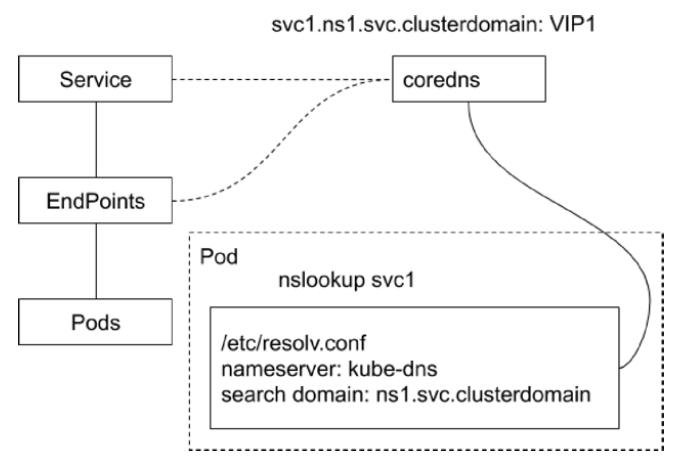 svc1.ns1.svc.clusterdomain: VIP1
Service
coredns
EndPoints
Pod
nslookup svc1
Pods
/etc/resolv.conf
nameserver: kube-dns
search domain: ns1.svc.clusterdomain